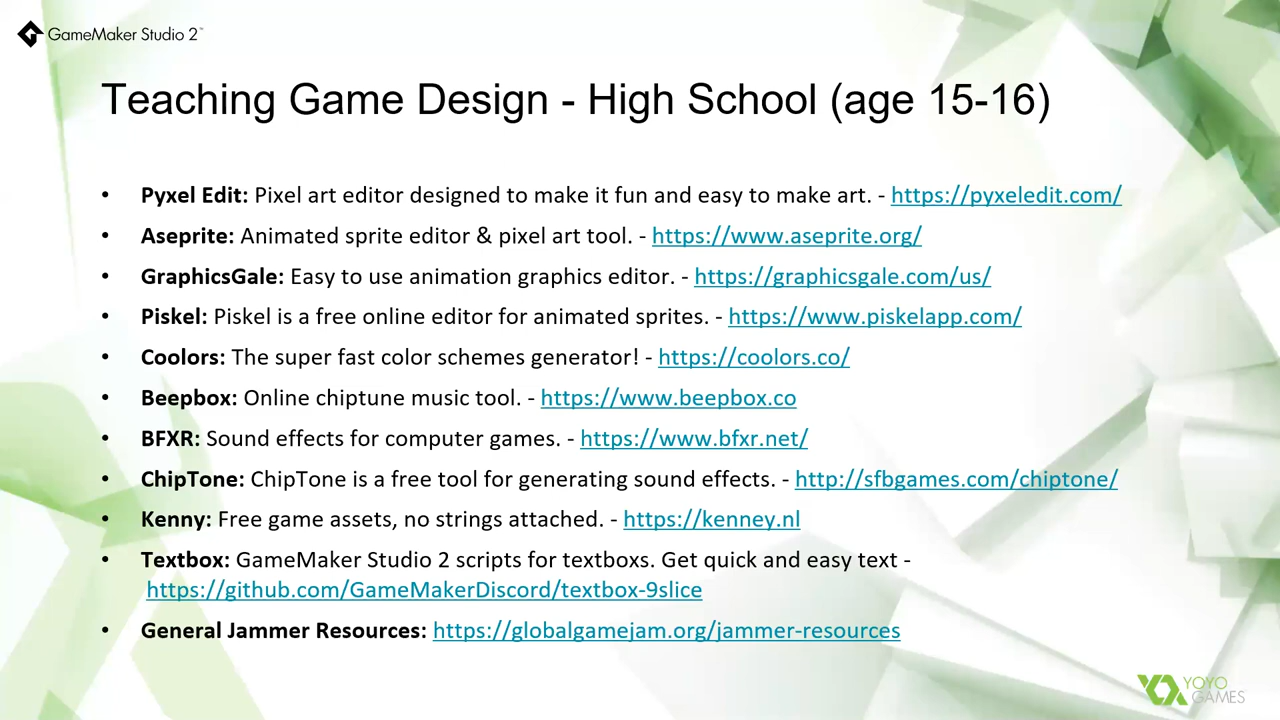 GameMaker Studio 2™
Teaching Game Design - High School (age 15-16)
• Pyxel Edit: Pixel art editor designed to make it fun and easy to make art. - https://pyxeledit.com/
• Aseprite: Animated sprite editor & pixel art tool. - https://www.aseprite.org/
• GraphicsGale: Easy to use animation graphics editor. - https://graphicsgale.com/us/
• Piskel: Piskel is a free online editor for animated sprites. - https://www.piskelapp.com/
• Coolors: The super fast color schemes generator! - https://coolors.co/
• Beepbox: Online chiptune music tool. - https://www.beepbox.co
• BFXR: Sound effects for computer games. - https://www.bfxr.net/
• ChipTone: ChipTone is a free tool for generating sound effects. - http://sfbgames.com/chiptone/
• Kenny: Free game assets, no strings attached. - https://kenney.nl
• Textbox: GameMaker Studio 2 scripts for textboxs. Get quick and easy text -
https://github.com/GameMakerDiscord/textbox-9slice
• General Jammer Resources: https://globalgamejam.org/jammer-resources
YOYO
GAMES™